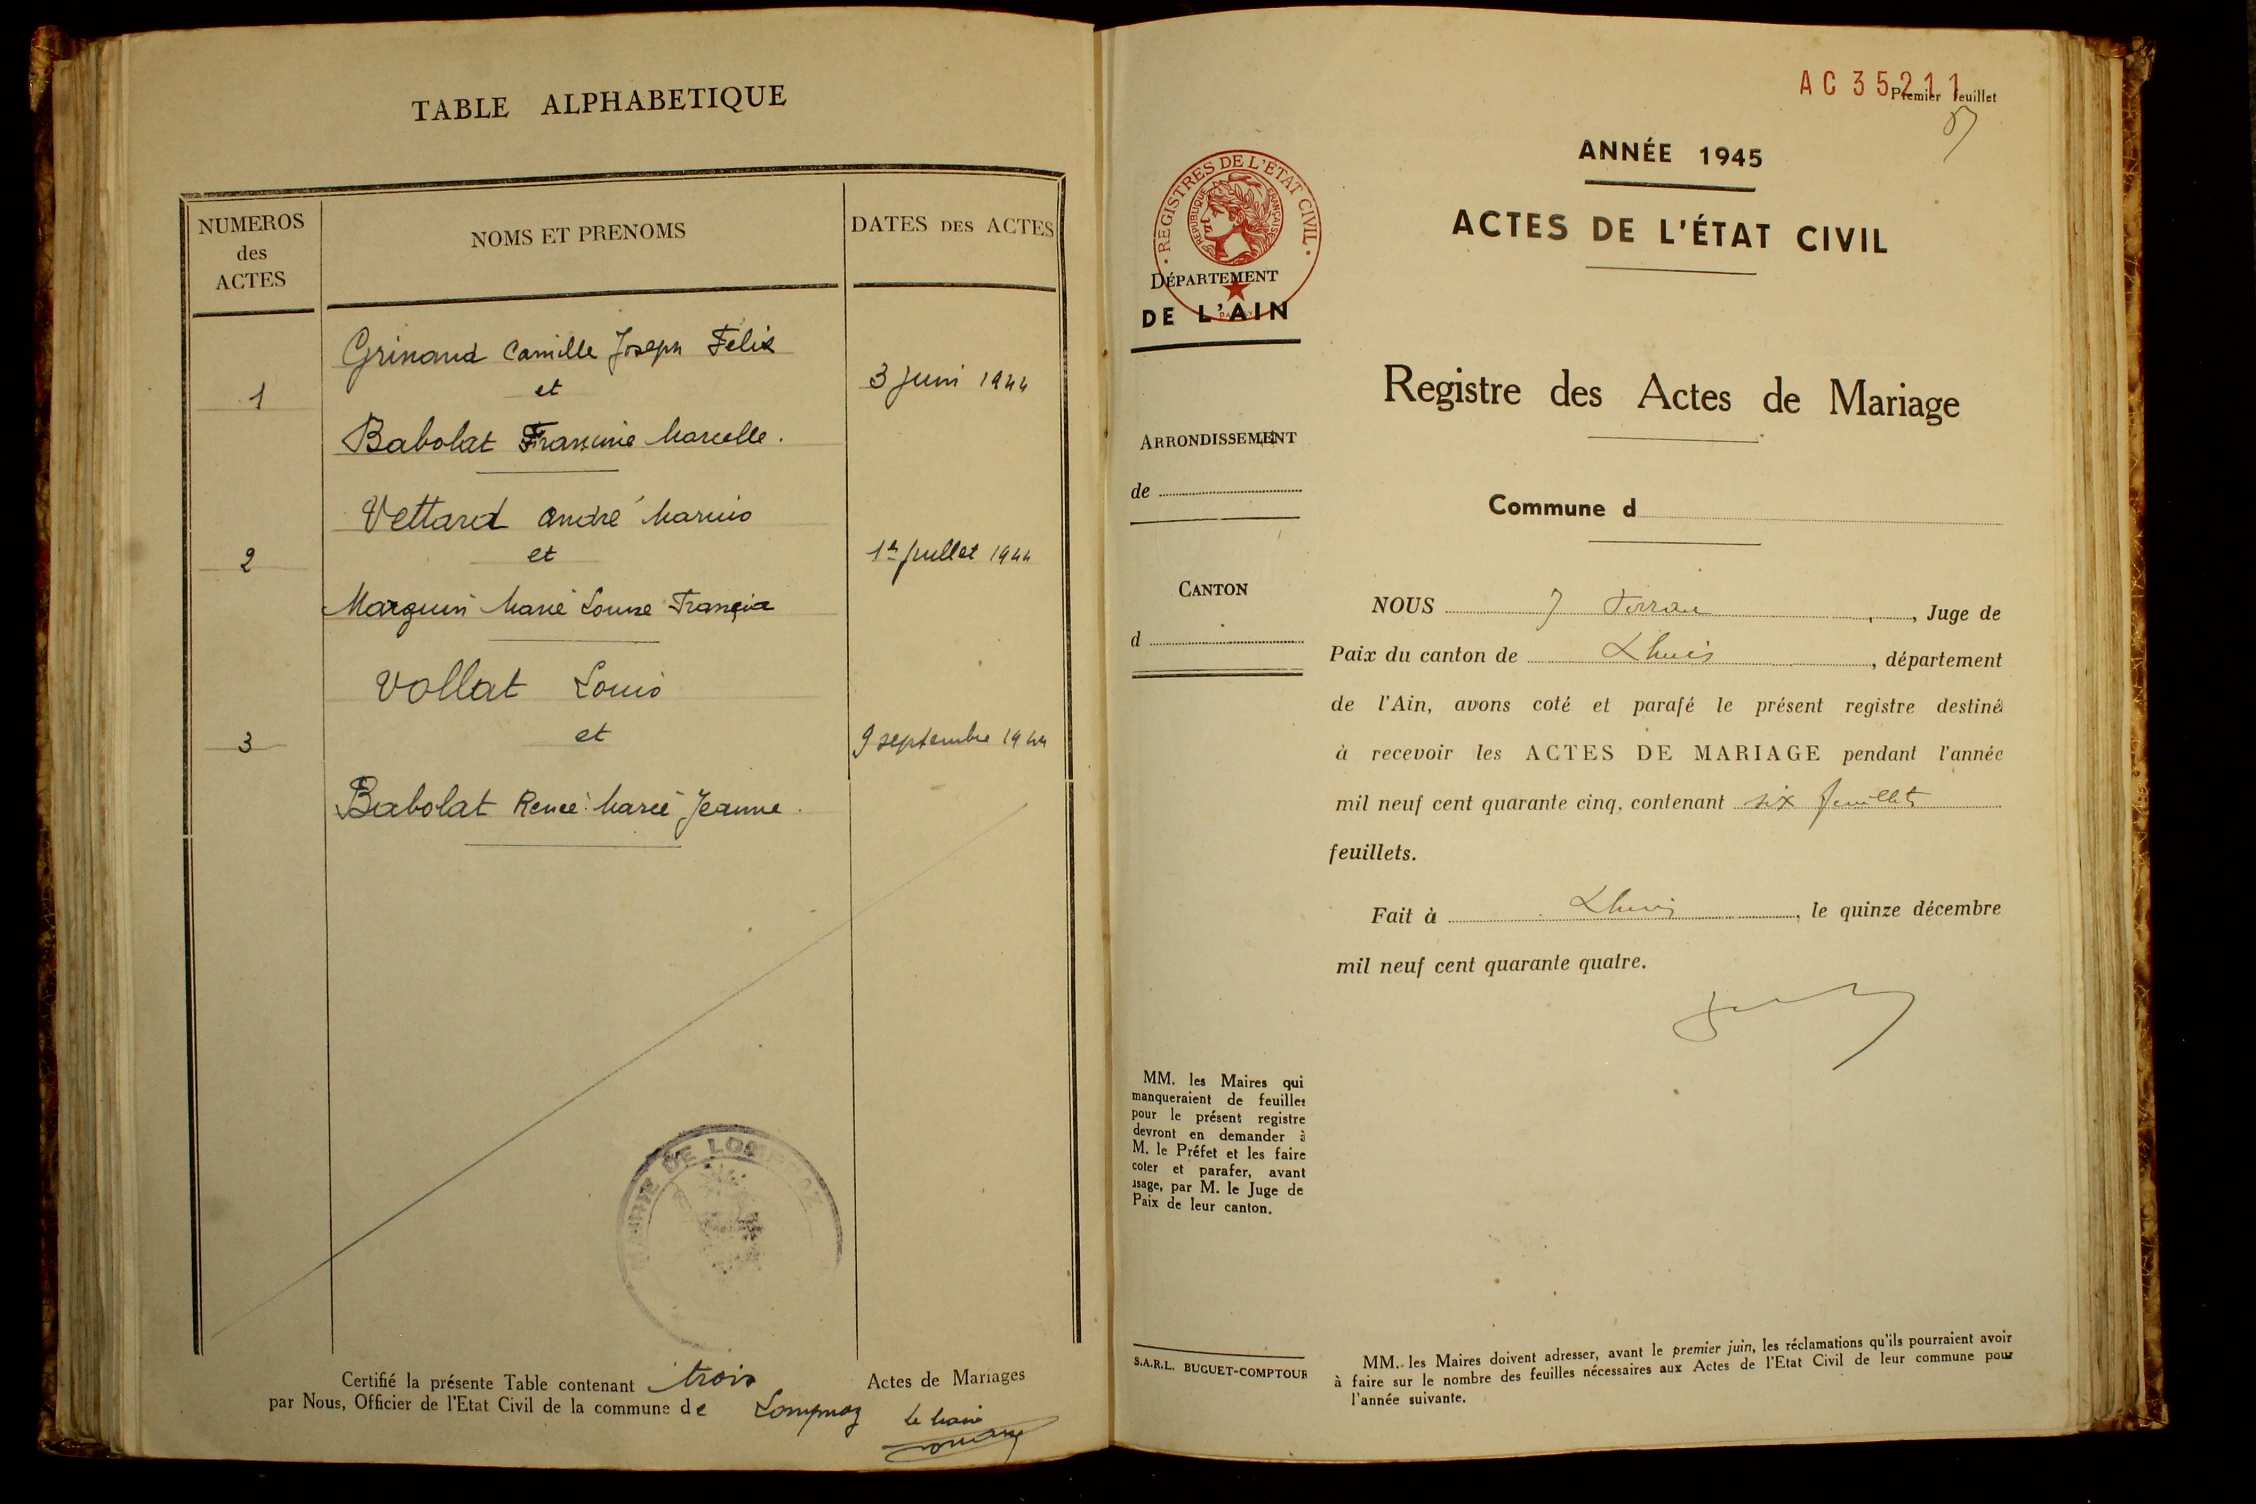 TABLE ALPHABETIQUE
NUMEROS
des
ACTES
NOMS ET PRENOMS
DATES DES ACTES
Grinand Camille Joseph Félix
1
et
3 Juin 1944
Babolat Francine Marcelle.
Vettard André Marius
2
et
1er Juillet 1944
Marguin Marie Louise
Vollat Louis
3
et
9 septembre 1944
Babolat Renée Marie Jeanne.
MAIRIE DE LOMPNAZ
Certifié la présente Table contenant trois Actes de Mariages
par Nous, Officier de l'Etat Civil de la commune de Lompnaz Le Maire
AC 35211
Premier feuillet
ANNÉE 1945
ACTES DE L'ÉTAT CIVIL
· REGISTRES DE L'ÉTAT CIVIL ·
RÉPUBLIQUE FRANÇAISE
DÉPARTEMENT
DE L'AIN
Registre des Actes de Mariage
ARRONDISSEMENT
de
Commune d
CANTON
d
NOUS J , Juge de
Paix du canton de Lhuis , département
de l'Ain, avons coté et parafé le présent registre destiné
à recevoir les ACTES DE MARIAGE pendant l'année
mil neuf cent quarante cinq, contenant six feuillets
feuillets.
Fait à Lhuis , le quinze décembre
mil neuf cent quarante quatre.
MM. les Maires qui
manqueraient de feuilles
pour le présent registre
devront en demander à
M. le Préfet et les faire
coter et parafer, avant
usage, par M. le Juge de
Paix de leur canton.
S.A.R.L. BUGUET-COMPTOUR
MM. les Maires doivent adresser, avant le premier juin, les réclamations qu'ils pourraient avoir
à faire sur le nombre des feuilles nécessaires aux Actes de l'Etat Civil de leur commune pour
l'année suivante.